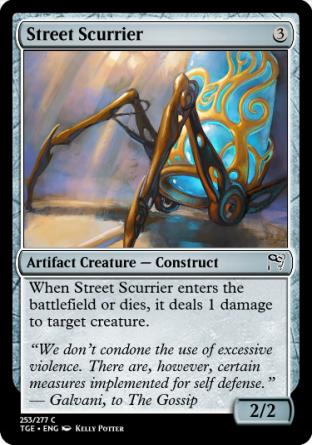 Street Scurrier 3
Artifact Creature — Construct
When Street Scurrier enters the
battlefield or dies, it deals 1 damage
to target creature.
“We don't condone the use of excessive
violence. There are, however, certain
measures implemented for self defense.”
— Galvani, to The Gossip
2/2
253/277 C
TGE • ENG Kelly Potter